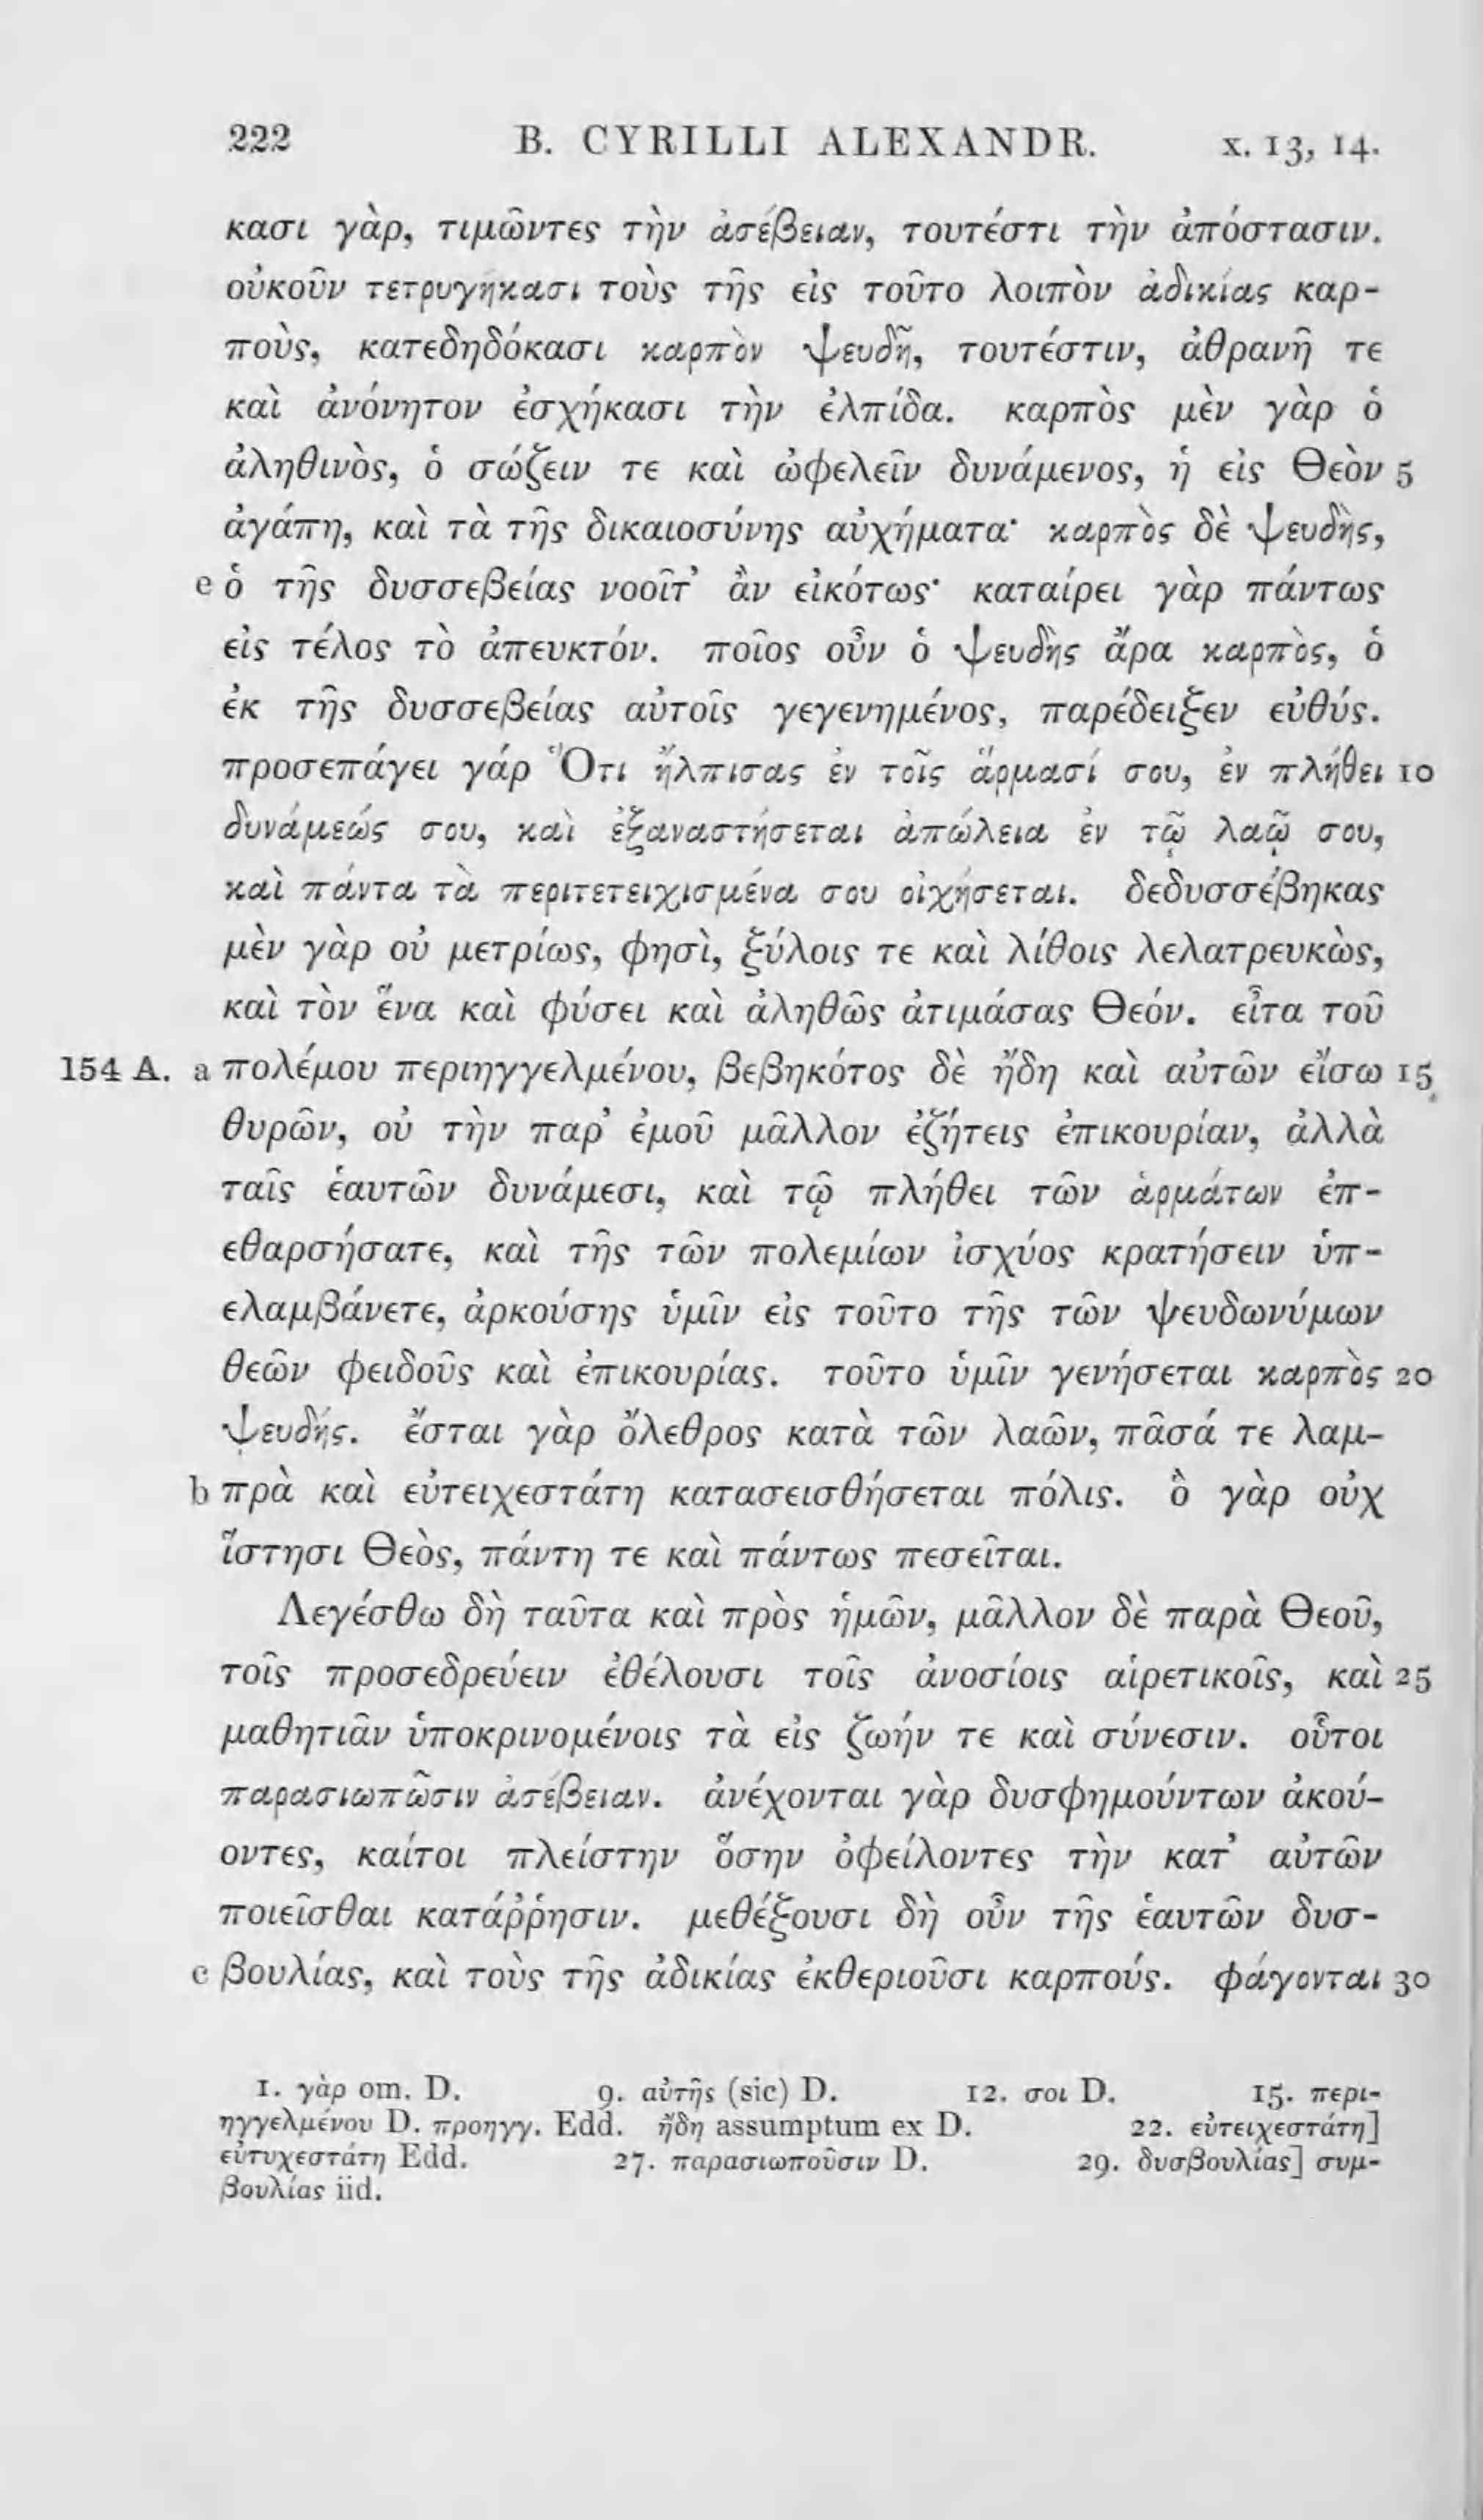 222 B. CYRILLI ALEXANDR. x. 13, 14.
κασι γὰρ, τιμῶντες τὴν ἀσέβειαν, τουτέστι τὴν ἀπόστασιν.
οὐκοῦν τετρυγήκασι τοὺς τῆς εἰς τοῦτο λοιπὸν ἀδικίας καρ-
πούς, κατεδηδόκασι καρπὸν ψευδῆ, τουτέστιν, ἀθρανῆ τε
καὶ ἀνόνητον ἐσχήκασι τὴν ἐλπίδα. καρπὸς μὲν γὰρ ὁ
ἀληθινὸς, ὁ σώζειν τε καὶ ὠφελεῖν δυνάμενος, ἡ εἰς Θεὸν 5
ἀγάπη, καὶ τὰ τῆς δικαιοσύνης αὐχήματα· καρπὸς δὲ ψευδὴς,
e ὁ τῆς δυσσεβείας νοοῖτ' ἂν εἰκότως· καταίρει γὰρ πάντως
εἰς τέλος τὸ ἀπευκτόν. ποῖος οὖν ὁ ψευδὴς ἄρα καρπὸς, ὁ
ἐκ τῆς δυσσεβείας αὐτοῖς γεγενημένος, παρέδειξεν εὐθύς.
προσεπάγει γάρ Ὅτι ἤλπισας ἐν τοῖς ἅρμασί σου, ἐν πλήθει 10
δυνάμεώς σου, καὶ ἐξαναστήσεται ἀπώλεια ἐν τῷ λαῷ σου,
καὶ πάντα τὰ περιτετειχισμένα σου οἰχήσεται. δεδυσσέβηκας
μὲν γὰρ οὐ μετρίως, φησὶ, ξύλοις τε καὶ λίθοις λελατρευκὼς,
καὶ τὸν ἕνα καὶ φύσει καὶ ἀληθῶς ἀτιμάσας Θεόν. εἶτα τοῦ
154 A. a πολέμου περιηγγελμένου, βεβηκότος δὲ ἤδη καὶ αὐτῶν εἴσω 15
θυρῶν, οὐ τὴν παρ' ἐμοῦ μᾶλλον ἐζήτεις ἐπικουρίαν, ἀλλὰ
ταῖς ἑαυτῶν δυνάμεσι, καὶ τῷ πλήθει τῶν ἁρμάτων ἐπ-
εθαρσήσατε, καὶ τῆς τῶν πολεμίων ἰσχύος κρατήσειν ὑπ-
ελαμβάνετε, ἀρκούσης ὑμῖν εἰς τοῦτο τῆς τῶν ψευδωνύμων
θεῶν φειδοῦς καὶ ἐπικουρίας. τοῦτο ὑμῖν γενήσεται καρπὸς 20
ψευδής. ἔσται γὰρ ὄλεθρος κατὰ τῶν λαῶν, πᾶσά τε λαμ-
b πρὰ καὶ εὐτειχεστάτη κατασεισθήσεται πόλις. ὃ γὰρ οὐχ
ἵστησι Θεὸς, πάντη τε καὶ πάντως πεσεῖται.
Λεγέσθω δὴ ταῦτα καὶ πρὸς ἡμῶν, μᾶλλον δὲ παρὰ Θεοῦ,
τοῖς προσεδρεύειν ἐθέλουσι τοῖς ἀνοσίοις αἱρετικοῖς, καὶ 25
μαθητιᾶν ὑποκρινομένοις τὰ εἰς ζωήν τε καὶ σύνεσιν. οὗτοι
παρασιωπῶσιν ἀσέβειαν. ἀνέχονται γὰρ δυσφημούντων ἀκού-
οντες, καίτοι πλείστην ὅσην ὀφείλοντες τὴν κατ' αὐτῶν
ποιεῖσθαι κατάῤῥησιν. μεθέξουσι δὴ οὖν τῆς ἑαυτῶν δυσ-
c βουλίας, καὶ τοὺς τῆς ἀδικίας ἐκθεριοῦσι καρπούς. φάγονται 30
1. γὰρ om. D. 9. αὐτῆς (sic) D. 12. σοι D. 15. περι-
ηγγελμένου D. προηγγ. Edd. ἤδη assumptum ex D. 22. εὐτειχεστάτη]
εὐτυχεστάτη Edd. 27. παρασιωποῦσιν D. 29. δυσβουλίας] συμ-
βουλίας iid.